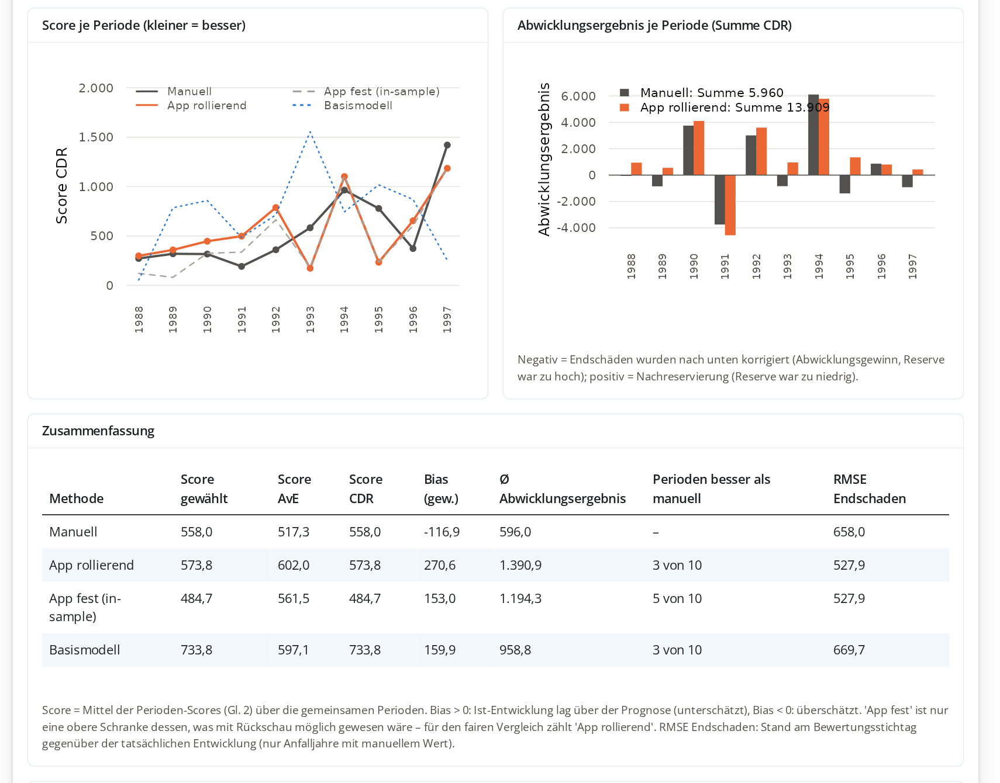 Score je Periode (kleiner = besser)
Score CDR
2.000
1.500
1.000
500
0
Manuell
App rollierend
App fest (in-sample)
Basismodell
1988
1989
1990
1991
1992
1993
1994
1995
1996
1997
Abwicklungsergebnis je Periode (Summe CDR)
Abwicklungsergebnis
6.000
4.000
2.000
0
-2.000
-4.000
Manuell: Summe 5.960
App rollierend: Summe 13.909
1988
1989
1990
1991
1992
1993
1994
1995
1996
1997
Negativ = Endschäden wurden nach unten korrigiert (Abwicklungsgewinn, Reserve
war zu hoch); positiv = Nachreservierung (Reserve war zu niedrig).
Zusammenfassung
Methode Score gewählt Score AvE Score CDR Bias (gew.) Ø Abwicklungsergebnis Perioden besser als manuell RMSE Endschaden
Manuell 558,0 517,3 558,0 -116,9 596,0 – 658,0
App rollierend 573,8 602,0 573,8 270,6 1.390,9 3 von 10 527,9
App fest (in-sample) 484,7 561,5 484,7 153,0 1.194,3 5 von 10 527,9
Basismodell 733,8 597,1 733,8 159,9 958,8 3 von 10 669,7
Score = Mittel der Perioden-Scores (Gl. 2) über die gemeinsamen Perioden. Bias > 0: Ist-Entwicklung lag über der Prognose (unterschätzt), Bias < 0: überschätzt. 'App fest' ist nur
eine obere Schranke dessen, was mit Rückschau möglich gewesen wäre – für den fairen Vergleich zählt 'App rollierend'. RMSE Endschaden: Stand am Bewertungsstichtag
gegenüber der tatsächlichen Entwicklung (nur Anfalljahre mit manuellem Wert).